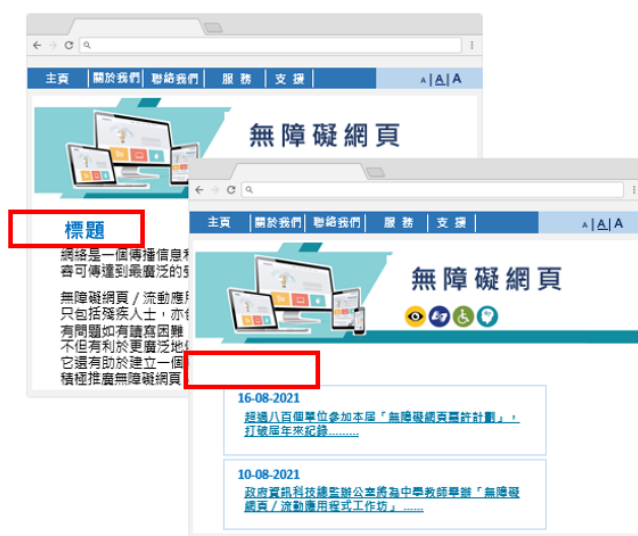 主頁 | 關於我們 | 聯絡我們 | 服 務 | 支 援 | A | A | A
無障礙網頁
標題
網絡是一個傳播信息
容可傳達到最廣泛的
無障礙網頁 / 流動應
只包括殘疾人士，亦
有問題如有讀寫困難
不但有利於更廣泛地
它還有助於建立一個
積極推廣無障礙網頁
主頁 | 關於我們 | 聯絡我們 | 服 務 | 支 援 | A | A | A
無障礙網頁
16-08-2021
超過八百個單位參加本屆「無障礙網頁嘉許計劃」，
打破屆年來紀錄.........
10-08-2021
政府資訊科技總監辦公室將為中學教師舉辦「無障礙
網頁 / 流動應用程式工作坊」......